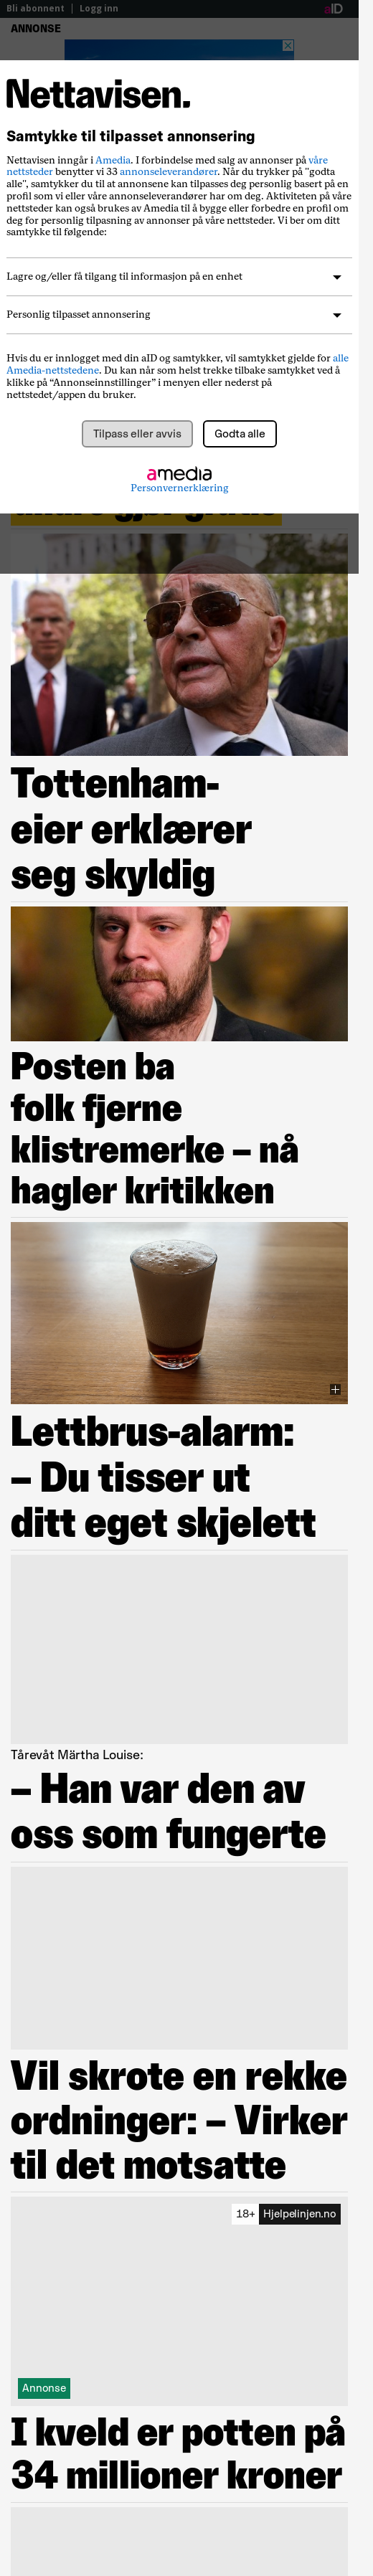 Bli abonnent | Logg inn
aID
ANNONSE
Nettavisen.
Samtykke til tilpasset annonsering
Nettavisen inngår i Amedia. I forbindelse med salg av annonser på våre
nettsteder benytter vi 33 annonseleverandører. Når du trykker på "godta
alle", samtykker du til at annonsene kan tilpasses deg personlig basert på en
profil som vi eller våre annonseleverandører har om deg. Aktiviteten på våre
nettsteder kan også brukes av Amedia til å bygge eller forbedre en profil om
deg for personlig tilpasning av annonser på våre nettsteder. Vi ber om ditt
samtykke til følgende:
Lagre og/eller få tilgang til informasjon på en enhet
Personlig tilpasset annonsering
Hvis du er innlogget med din aID og samtykker, vil samtykket gjelde for alle
Amedia-nettstedene. Du kan når som helst trekke tilbake samtykket ved å
klikke på “Annonseinnstillinger” i menyen eller nederst på
nettstedet/appen du bruker.
Tilpass eller avvis
Godta alle
amedia
Personvernerklæring
Tottenham-
eier erklærer
seg skyldig
Posten ba
folk fjerne
klistremerke – nå
hagler kritikken
Lettbrus-alarm:
– Du tisser ut
ditt eget skjelett
Tårevåt Märtha Louise:
– Han var den av
oss som fungerte
Vil skrote en rekke
ordninger: – Virker
til det motsatte
18+ Hjelpelinjen.no
Annonse
I kveld er potten på
34 millioner kroner